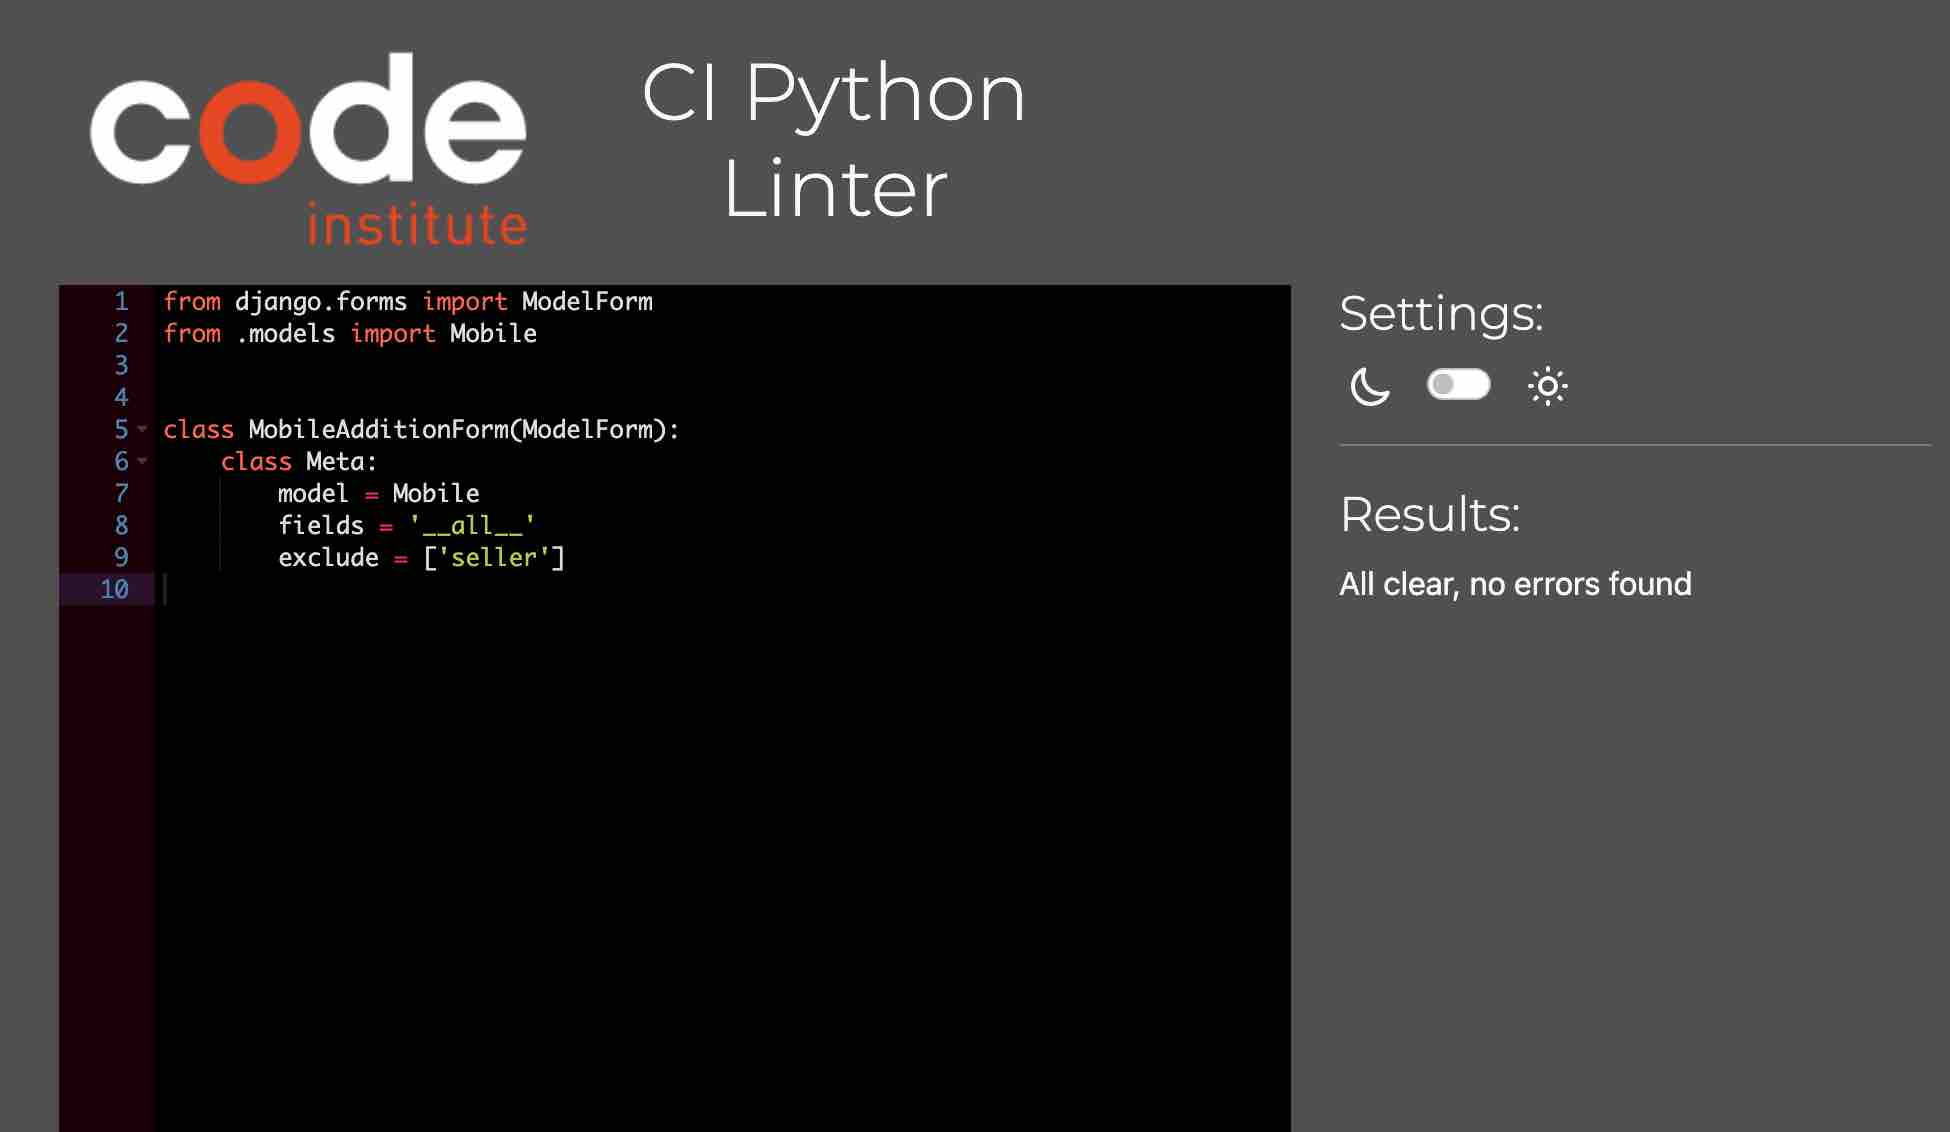 code
institute
CI Python
Linter
1 from django.forms import ModelForm
2 from .models import Mobile
3
4
5 class MobileAdditionForm(ModelForm):
6     class Meta:
7         model = Mobile
8         fields = '__all__'
9         exclude = ['seller']
10
Settings:
Results:
All clear, no errors found